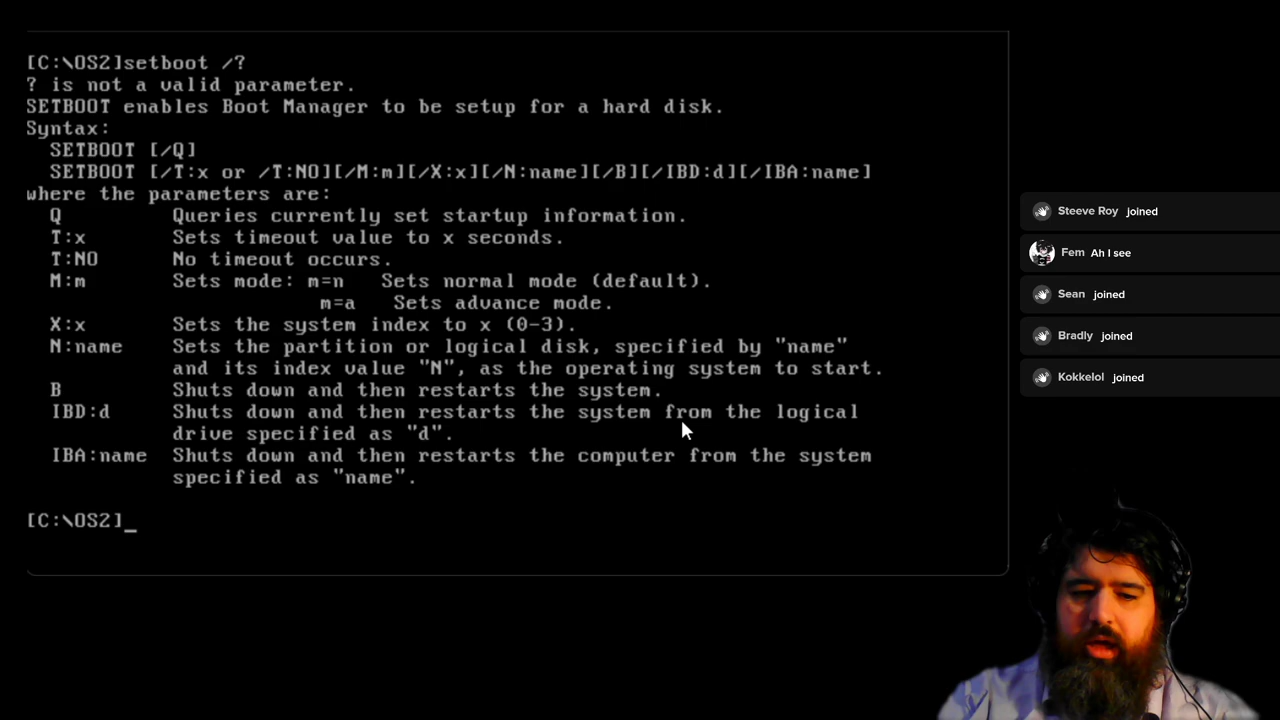 [C:\OS2]setboot /?
? is not a valid parameter.
SETBOOT enables Boot Manager to be setup for a hard disk.
Syntax:
SETBOOT [/Q]
SETBOOT [/T:x or /T:NO][/M:m][/X:x][/N:name][/B][/IBD:d][/IBA:name]
where the parameters are:
Q Queries currently set startup information.
T:x Sets timeout value to x seconds.
T:NO No timeout occurs.
M:m Sets mode: m=n Sets normal mode (default).
m=a Sets advance mode.
X:x Sets the system index to x (0-3).
N:name Sets the partition or logical disk, specified by "name"
and its index value "N", as the operating system to start.
B Shuts down and then restarts the system.
IBD:d Shuts down and then restarts the system from the logical
drive specified as "d".
IBA:name Shuts down and then restarts the computer from the system
specified as "name".
[C:\OS2]_
Steeve Roy joined
Fem Ah I see
Sean joined
Bradly joined
Kokkelol joined